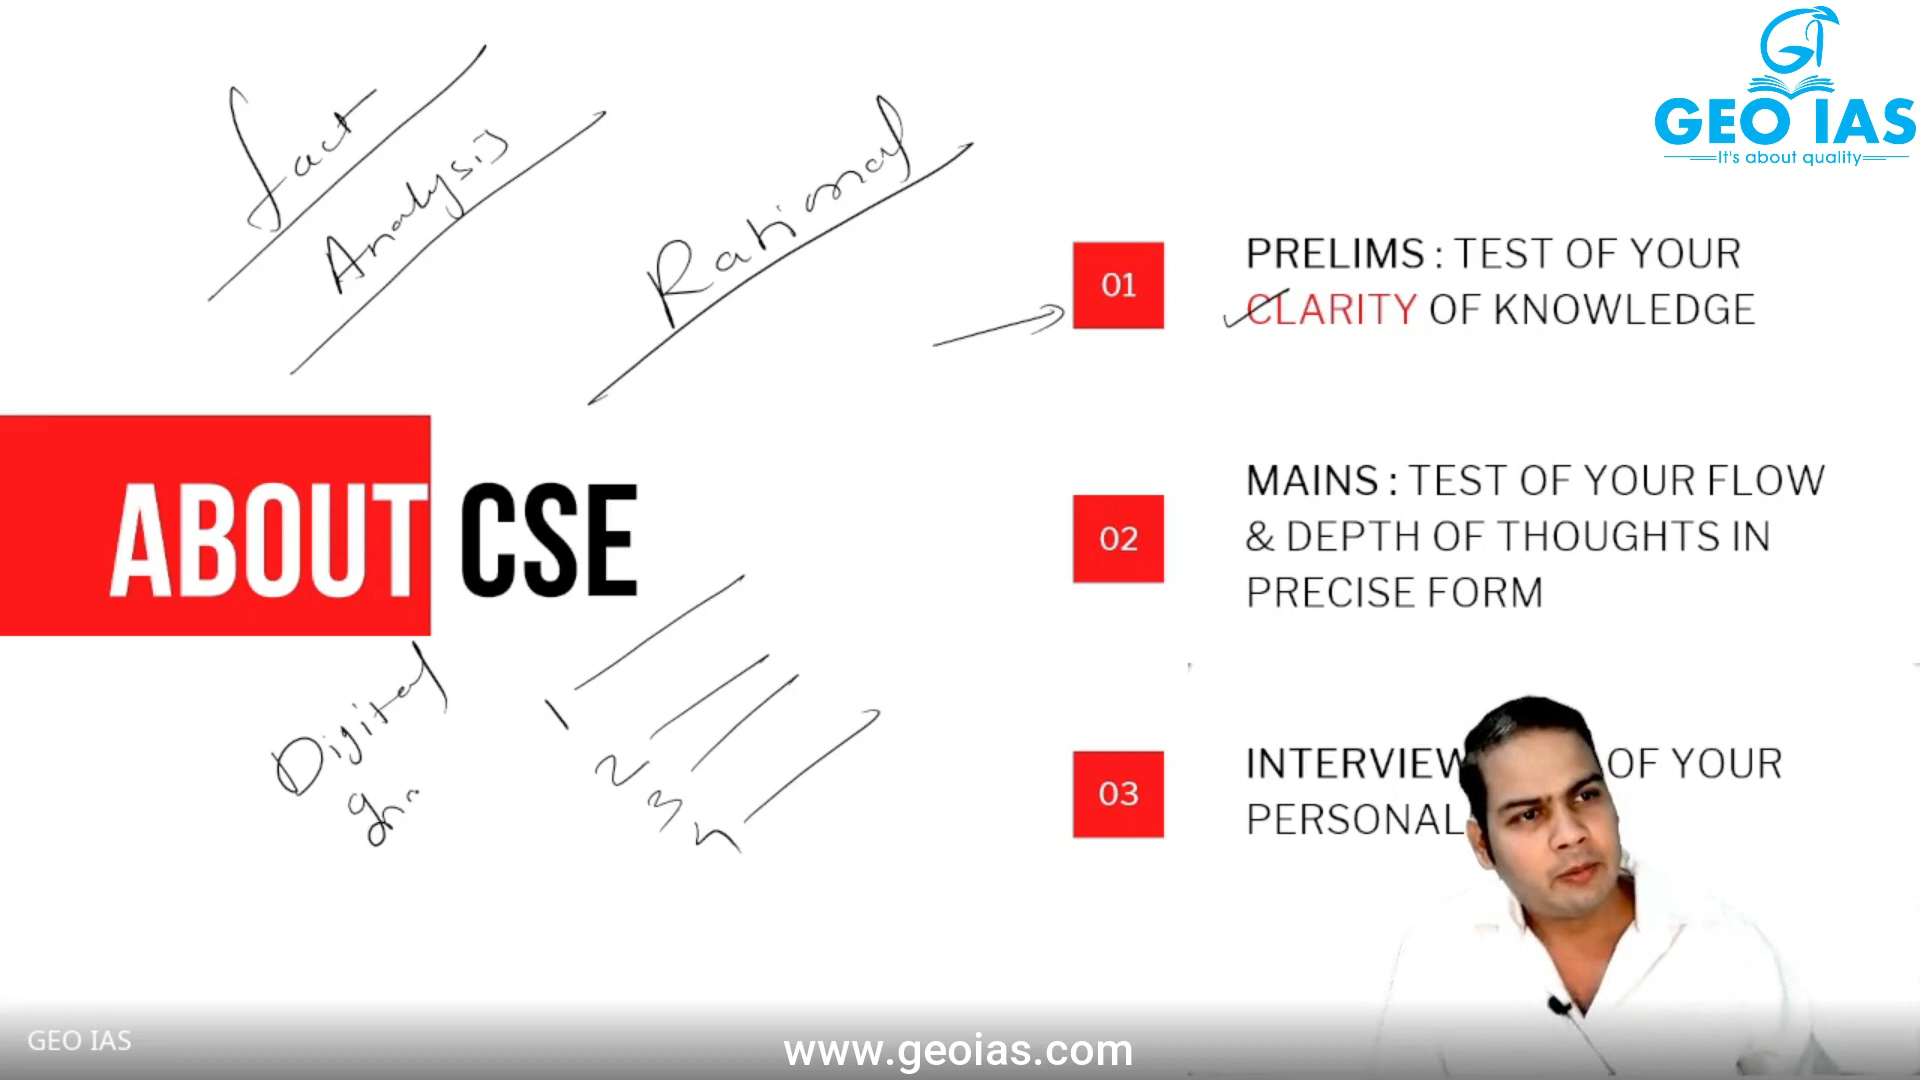 fact
Analysis
Rational
GI
GEO IAS
It's about quality
01
PRELIMS : TEST OF YOUR
CLARITY OF KNOWLEDGE
ABOUT CSE
02
MAINS : TEST OF YOUR FLOW
& DEPTH OF THOUGHTS IN
PRECISE FORM
Digital
1
2
3
4
03
INTERVIEW OF YOUR
PERSONAL
GEO IAS
www.geoias.com